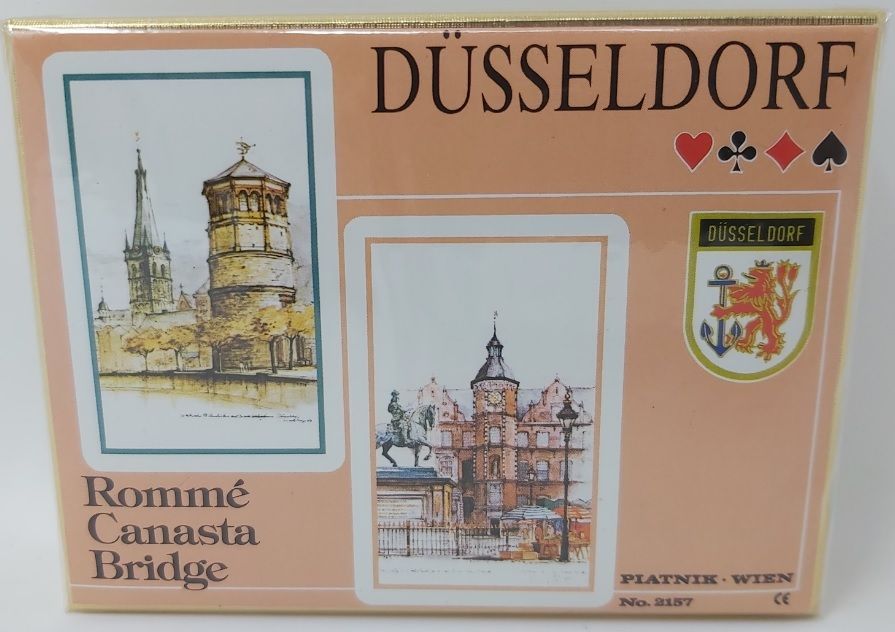 DÜSSELDORF
DÜSSELDORF
Rommé
Canasta
Bridge
PIATNIK · WIEN
No. 2157 CE